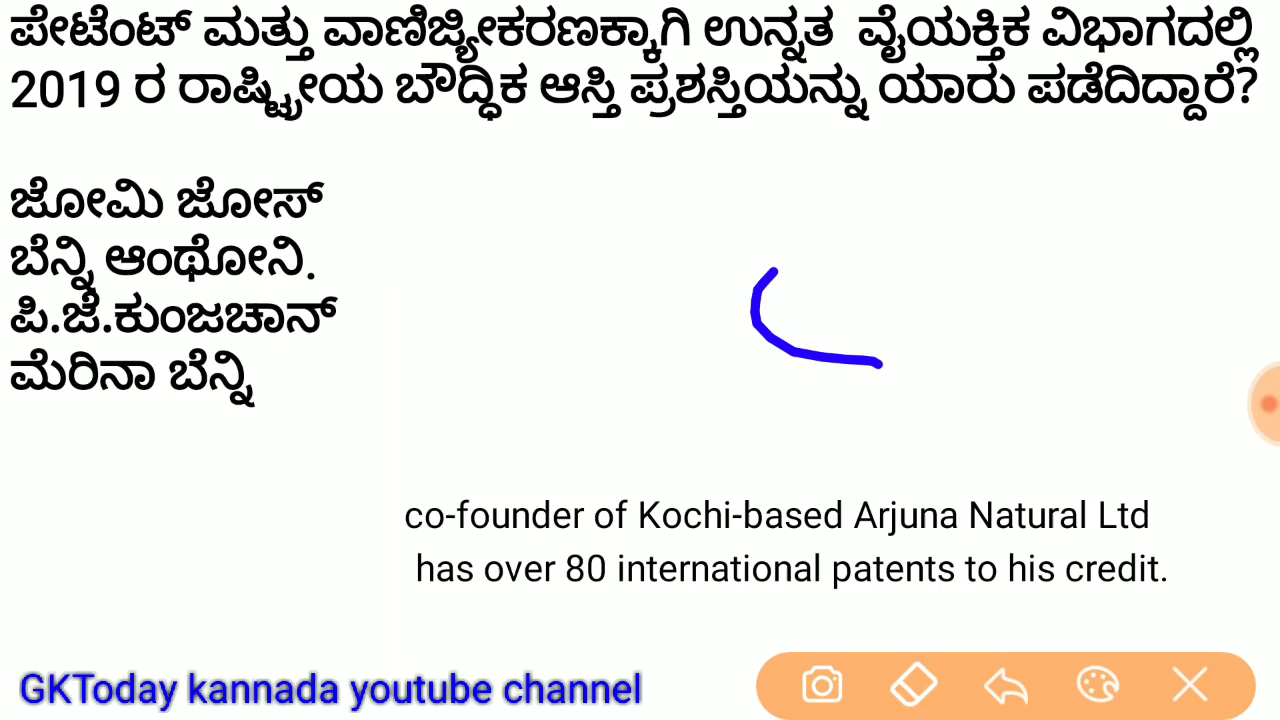 ಪೇಟೆಂಟ್ ಮತ್ತು ವಾಣಿಜ್ಯೀಕರಣಕ್ಕಾಗಿ ಉನ್ನತ ವೈಯಕ್ತಿಕ ವಿಭಾಗದಲ್ಲಿ
2019 ರ ರಾಷ್ಟ್ರೀಯ ಬೌದ್ಧಿಕ ಆಸ್ತಿ ಪ್ರಶಸ್ತಿಯನ್ನು ಯಾರು ಪಡೆದಿದ್ದಾರೆ?
ಜೋಮಿ ಜೋಸ್
ಬೆನ್ನಿ ಆಂಥೋನಿ.
ಪಿ.ಜೆ.ಕುಂಜಚಾನ್
ಮೆರಿನಾ ಬೆನ್ನಿ
co-founder of Kochi-based Arjuna Natural Ltd
has over 80 international patents to his credit.
GKToday kannada youtube channel